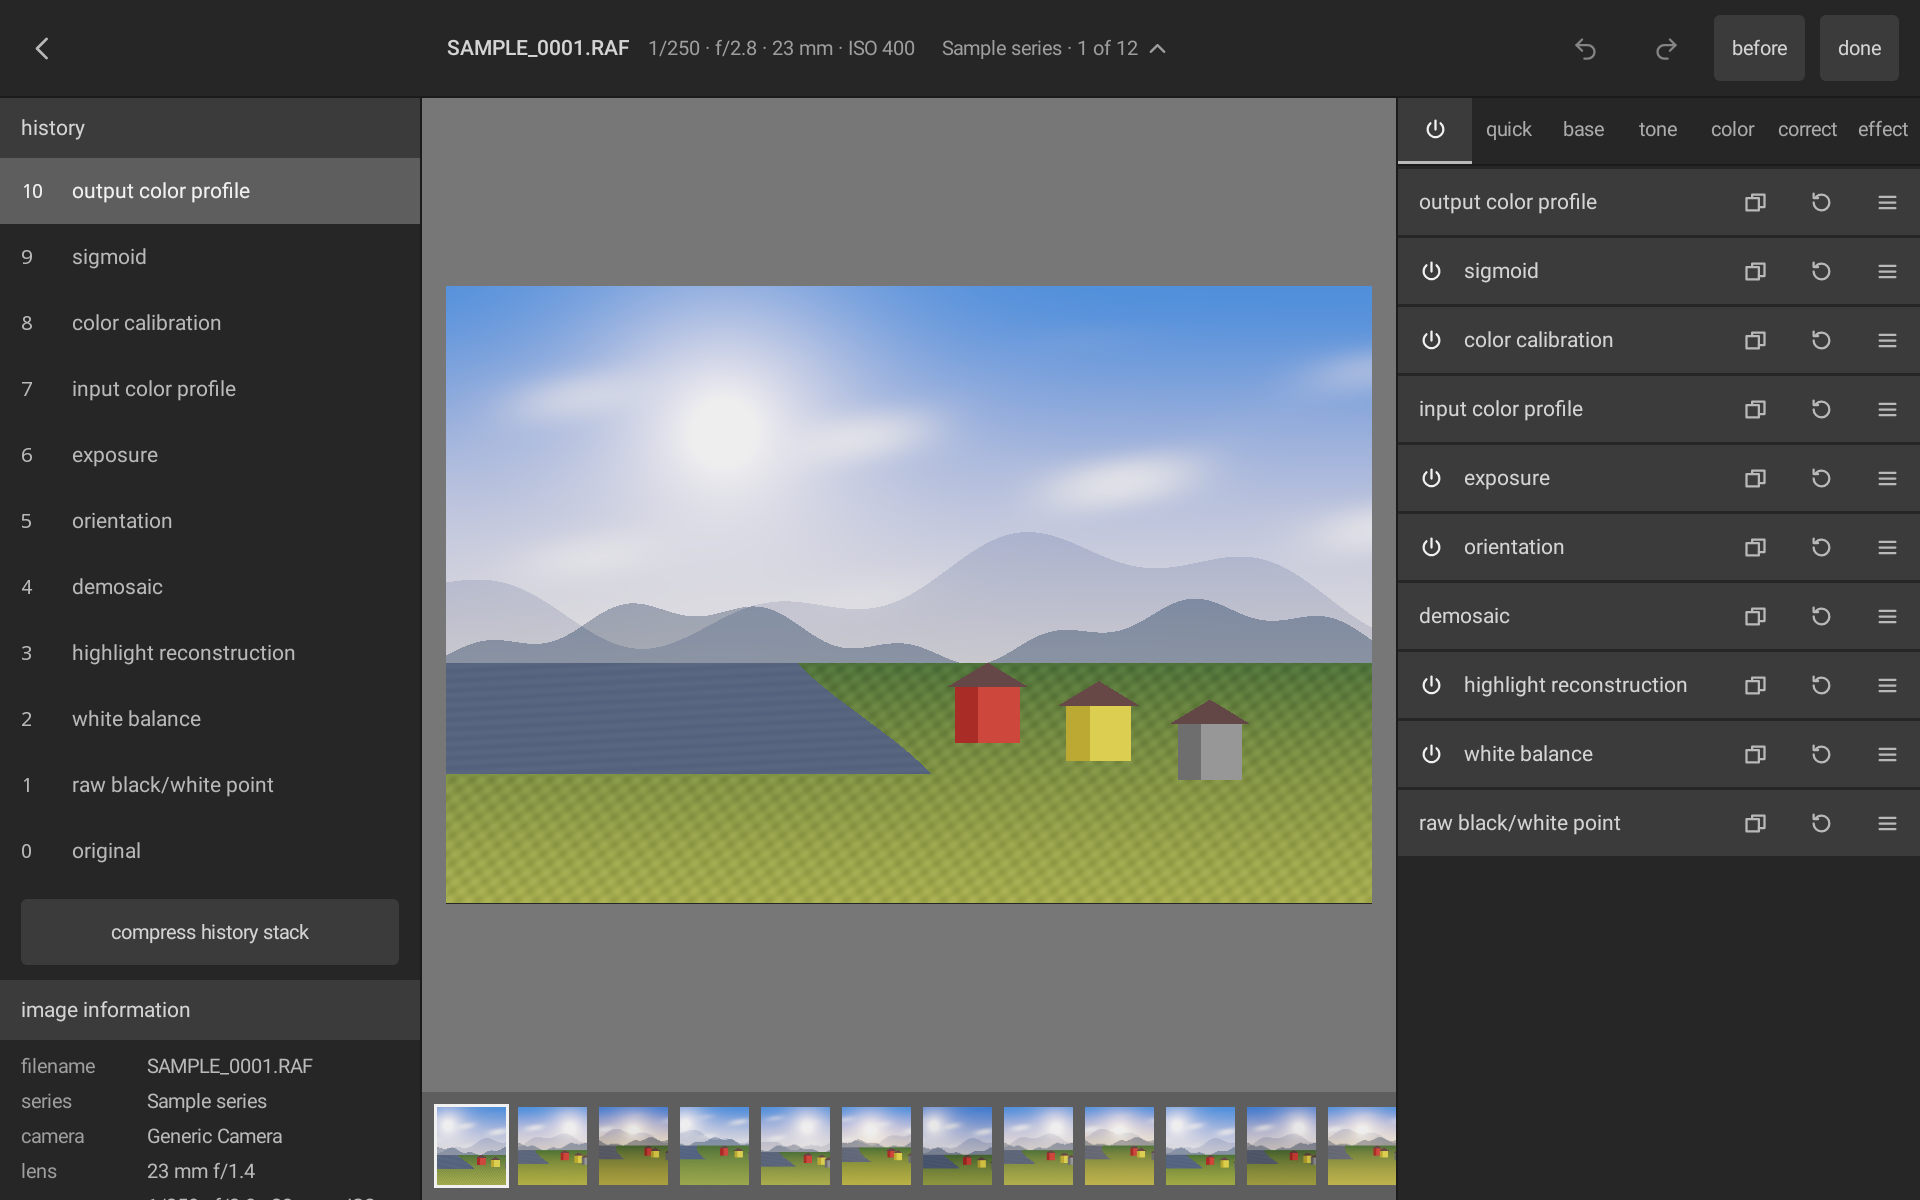 SAMPLE_0001.RAF 1/250 · f/2.8 · 23 mm · ISO 400 Sample series · 1 of 12
before
done
history
10 output color profile
9 sigmoid
8 color calibration
7 input color profile
6 exposure
5 orientation
4 demosaic
3 highlight reconstruction
2 white balance
1 raw black/white point
0 original
compress history stack
image information
filename SAMPLE_0001.RAF
series Sample series
camera Generic Camera
lens 23 mm f/1.4
quick base tone color correct effect
output color profile
sigmoid
color calibration
input color profile
exposure
orientation
demosaic
highlight reconstruction
white balance
raw black/white point